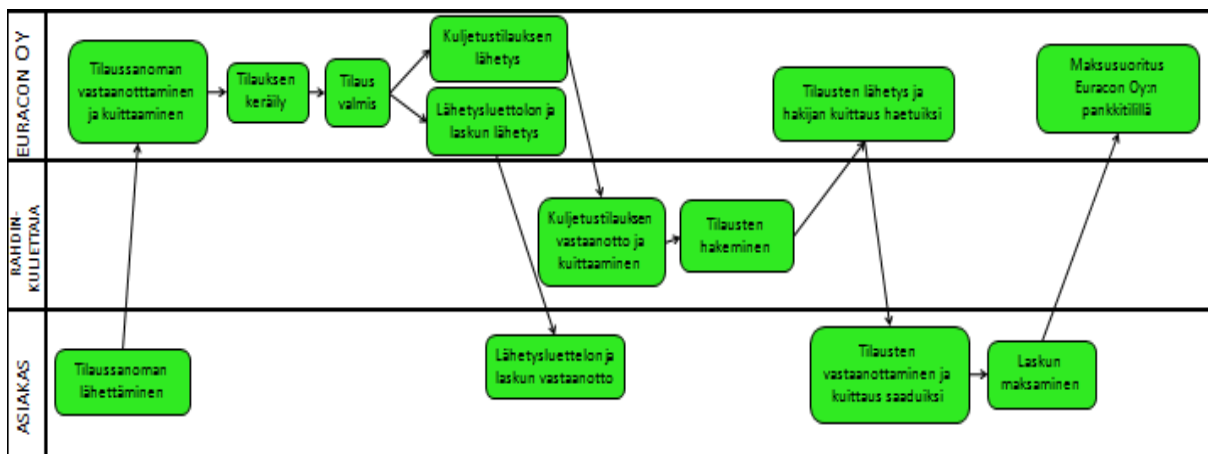 EURACON OY
Tilaussanoman
vastaanotttaminen
ja kuittaaminen
Tilauksen
keräily
Tilaus
valmis
Kuljetustilauksen
lähetys
Lähetysluettolon ja
laskun lähetys
Tilausten lähetys ja
hakijan kuittaus haetuiksi
Maksusuoritus
Euracon Oy:n
pankkitilillä
RAHDIN-
KULJETTAJA
Kuljetustilauksen
vastaanotto ja
kuittaaminen
Tilausten
hakeminen
ASIAKAS
Tilaussanoman
lähettäminen
Lähetysluettelon ja
laskun vastaanotto
Tilausten
vastaanottaminen ja
kuittaus saaduiksi
Laskun
maksaminen